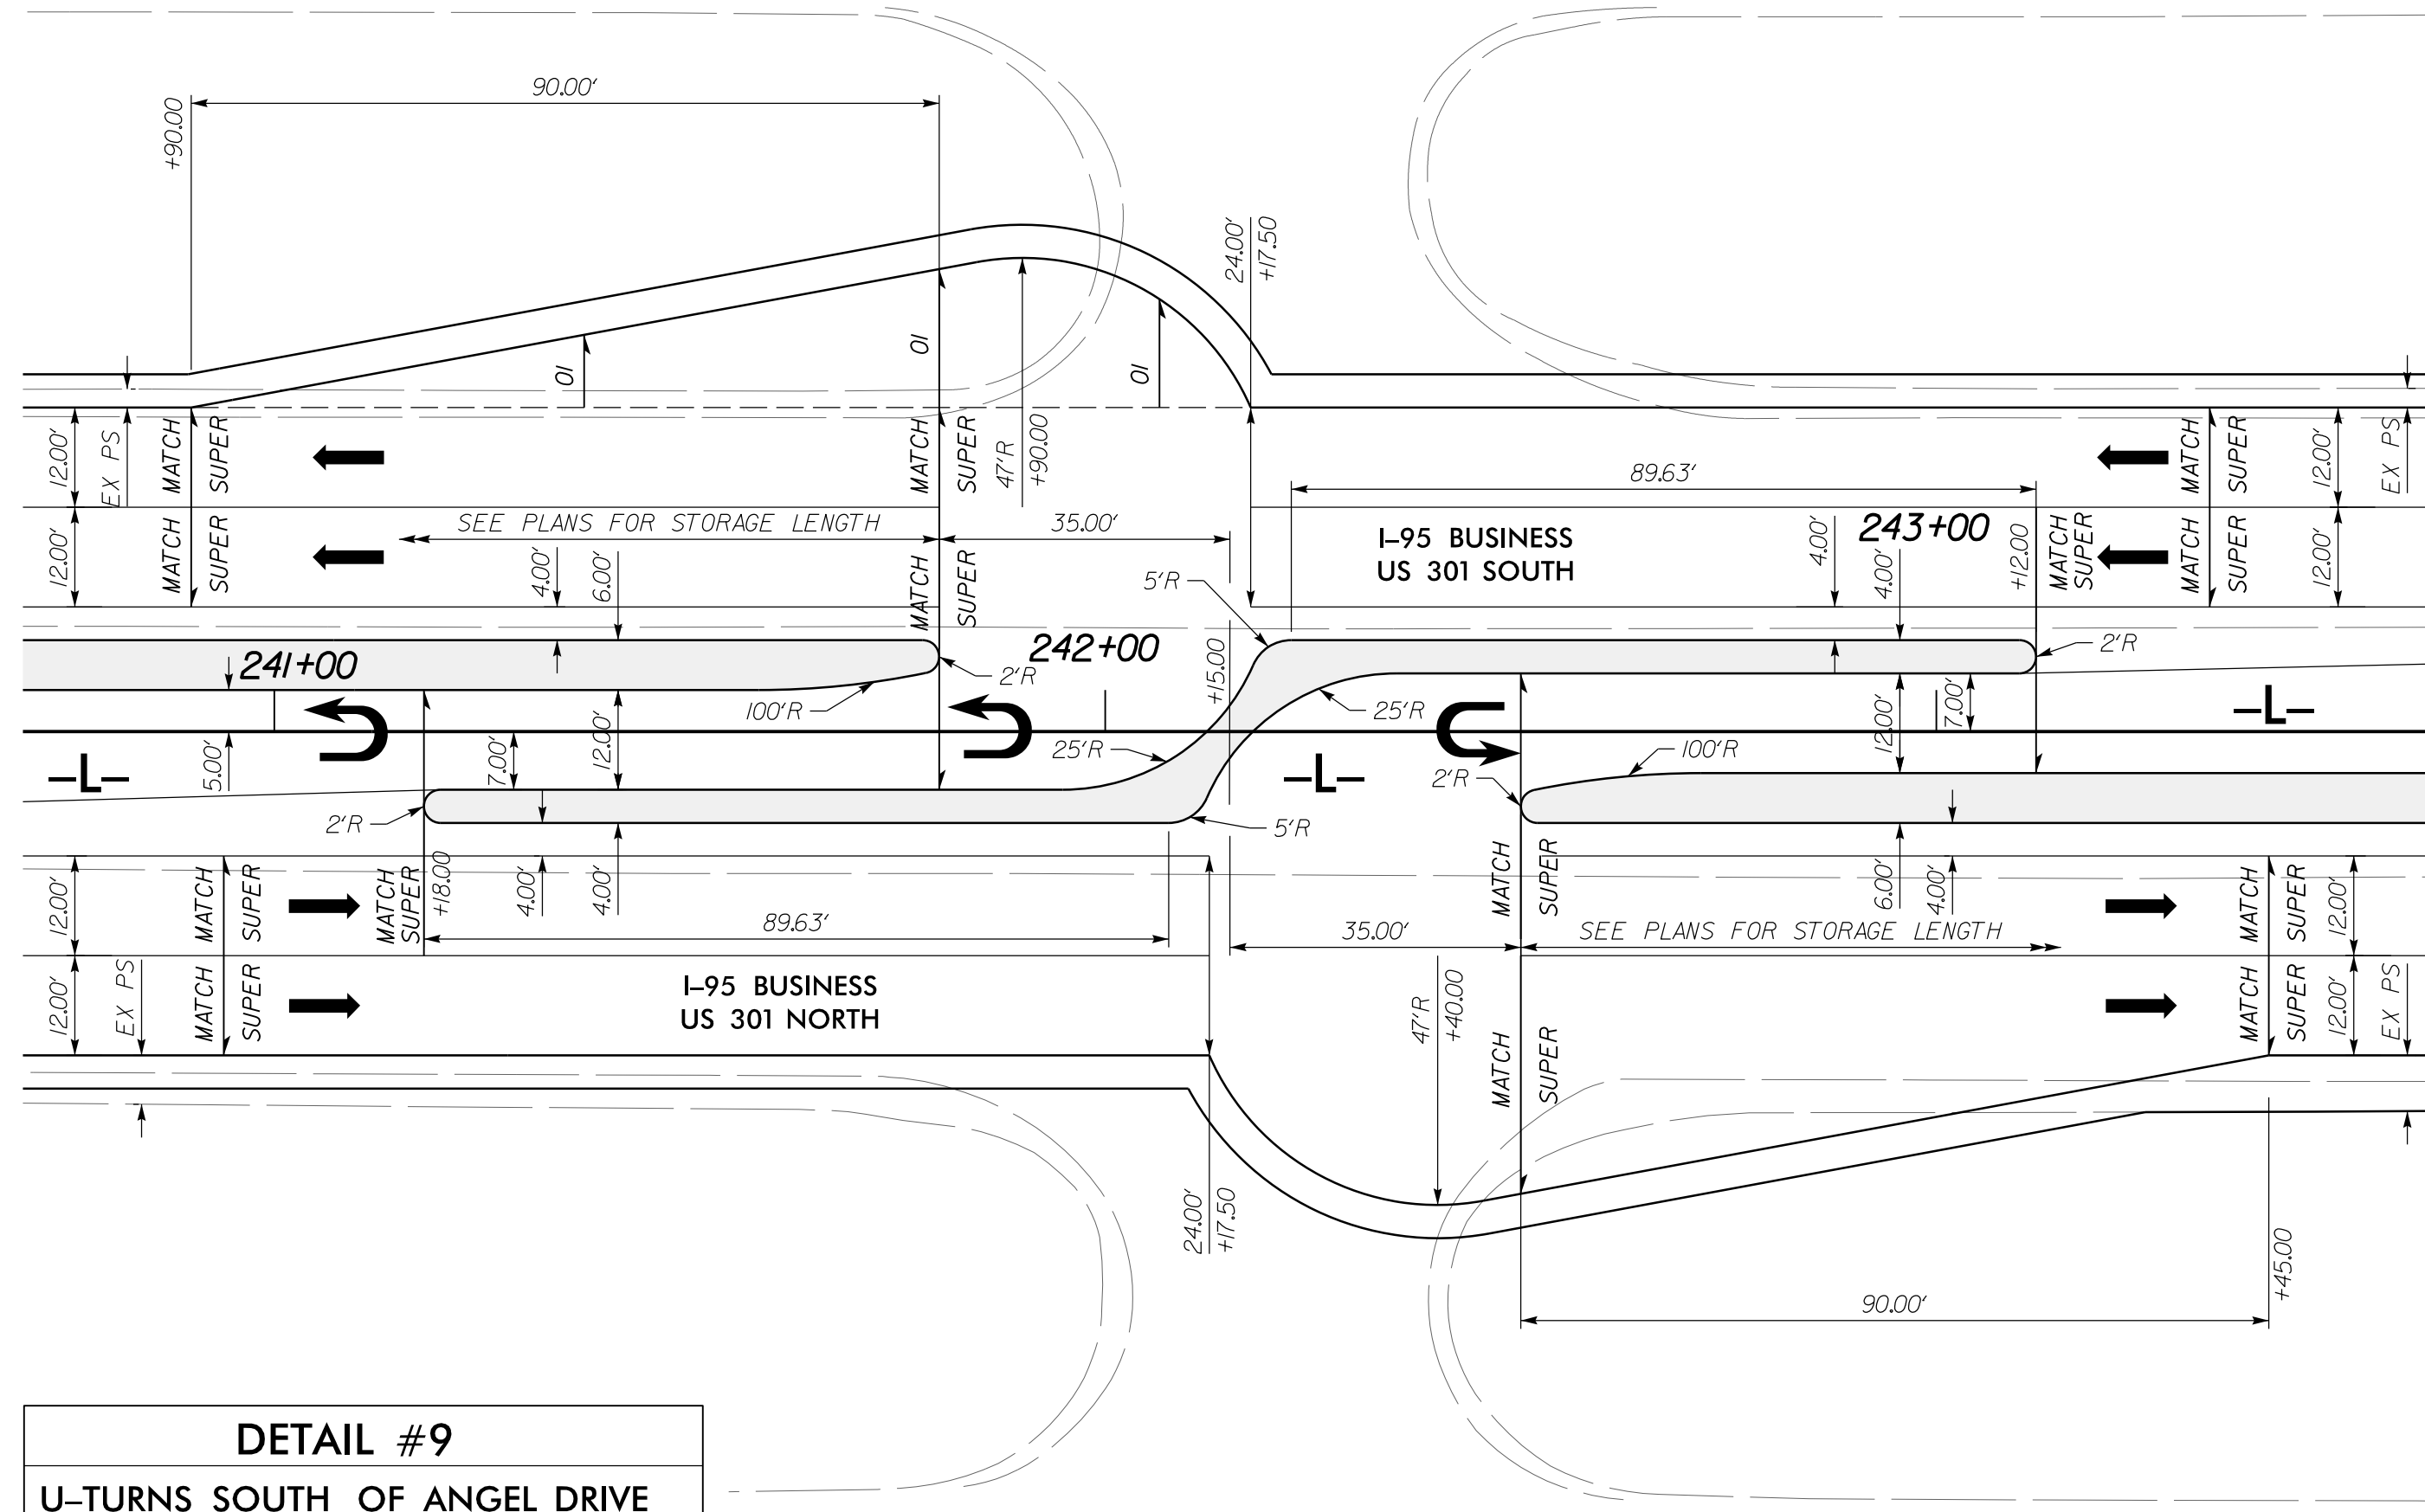 90.00'
+90.00
24.00'
+17.50
.01
.01
.01
12.00'
EX PS
MATCH SUPER
MATCH SUPER
47'R
+90.00
MATCH SUPER
12.00'
EX PS
89.63'
SEE PLANS FOR STORAGE LENGTH
35.00'
I–95 BUSINESS
US 301 SOUTH
243+00
12.00'
MATCH SUPER
4.00'
6.00'
MATCH SUPER
5'R
4.00'
4.00'
+12.00
MATCH
SUPER
MATCH SUPER
12.00'
241+00
242+00
2'R
2'R
+15.00
100'R
25'R
–L–
–L–
5.00'
7.00'
12.00'
25'R
–L–
2'R
100'R
12.00'
7.00'
2'R
5'R
12.00'
MATCH SUPER
MATCH
SUPER
+18.00
4.00'
4.00'
89.63'
35.00'
MATCH SUPER
SEE PLANS FOR STORAGE LENGTH
6.00'
4.00'
MATCH SUPER
12.00'
12.00'
EX PS
MATCH SUPER
I–95 BUSINESS
US 301 NORTH
47'R
+40.00
MATCH SUPER
MATCH SUPER
12.00'
EX PS
24.00'
+17.50
+45.00
90.00'
DETAIL #9
U–TURNS SOUTH OF ANGEL DRIVE